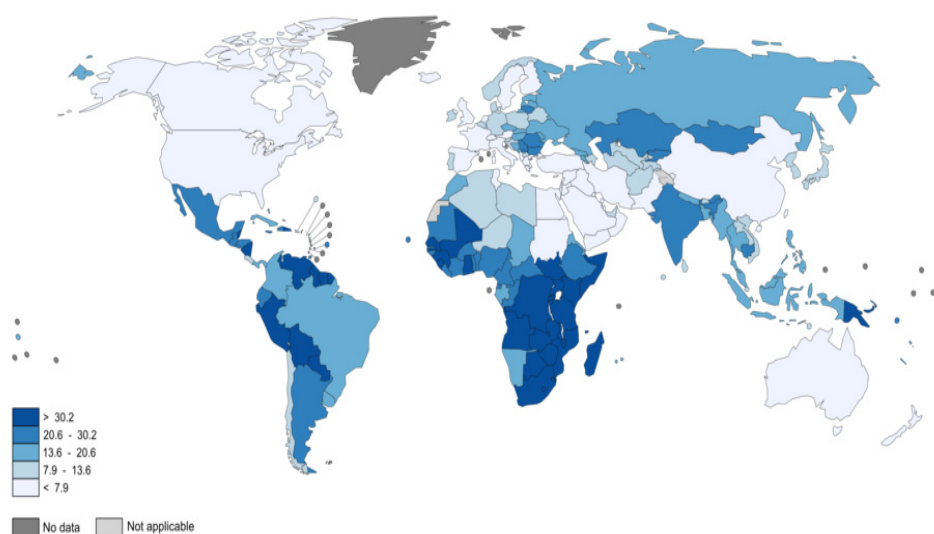 > 30.2
20.6 - 30.2
13.6 - 20.6
7.9 - 13.6
< 7.9
No data
Not applicable